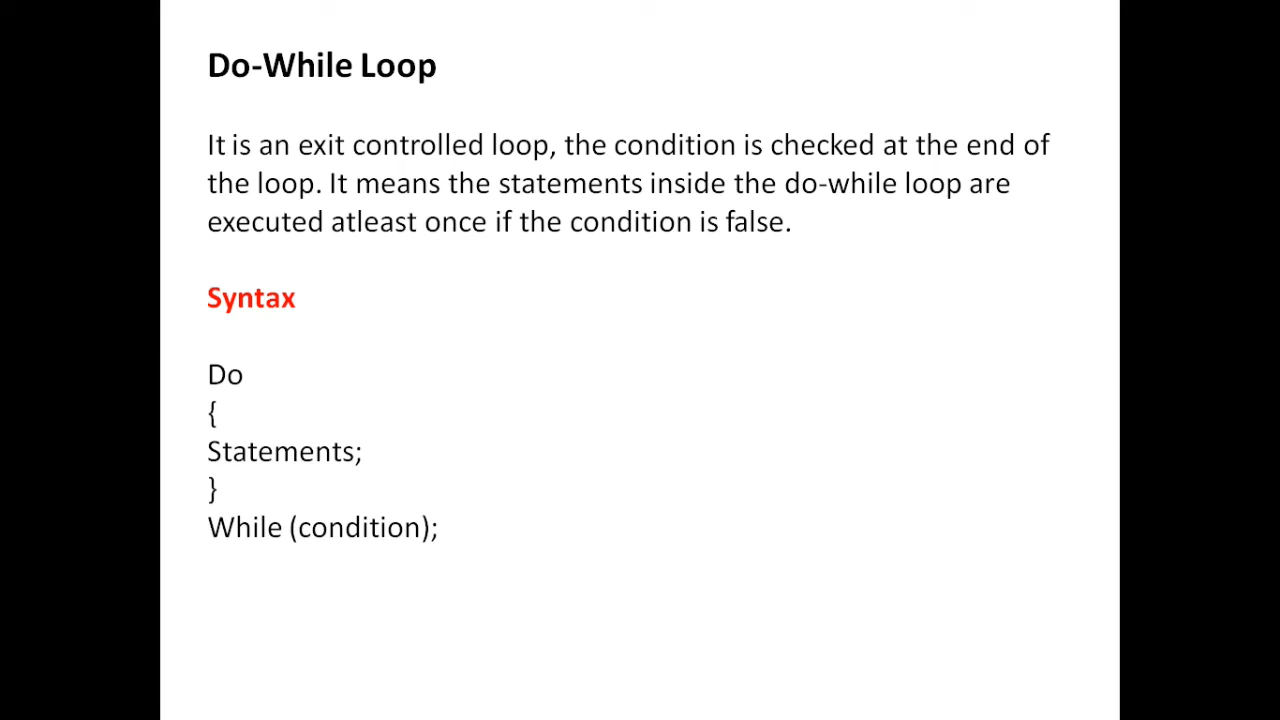 Do-While Loop
It is an exit controlled loop, the condition is checked at the end of
the loop. It means the statements inside the do-while loop are
executed atleast once if the condition is false.
Syntax
Do
{
Statements;
}
While (condition);